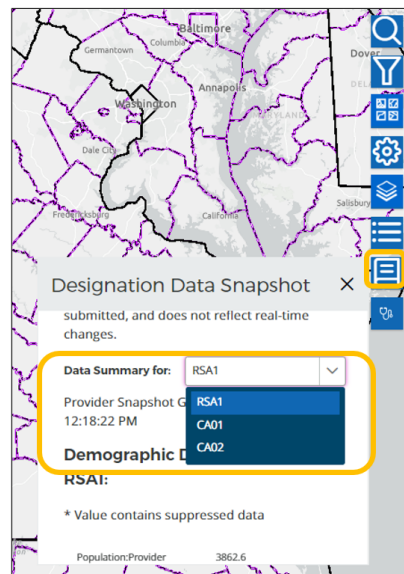 Baltimore
Columbia
Germantown
Dover
Annapolis
Washington
MARYLAND
DEL
Dale City
Salisbury
Fredericksburg
California
Designation Data Snapshot
submitted, and does not reflect real-time
changes.
Data Summary for: RSA1
Provider Snapshot G
RSA1
12:18:22 PM
CA01
CA02
Demographic D
RSA1:
* Value contains suppressed data
Population:Provider 3862.6